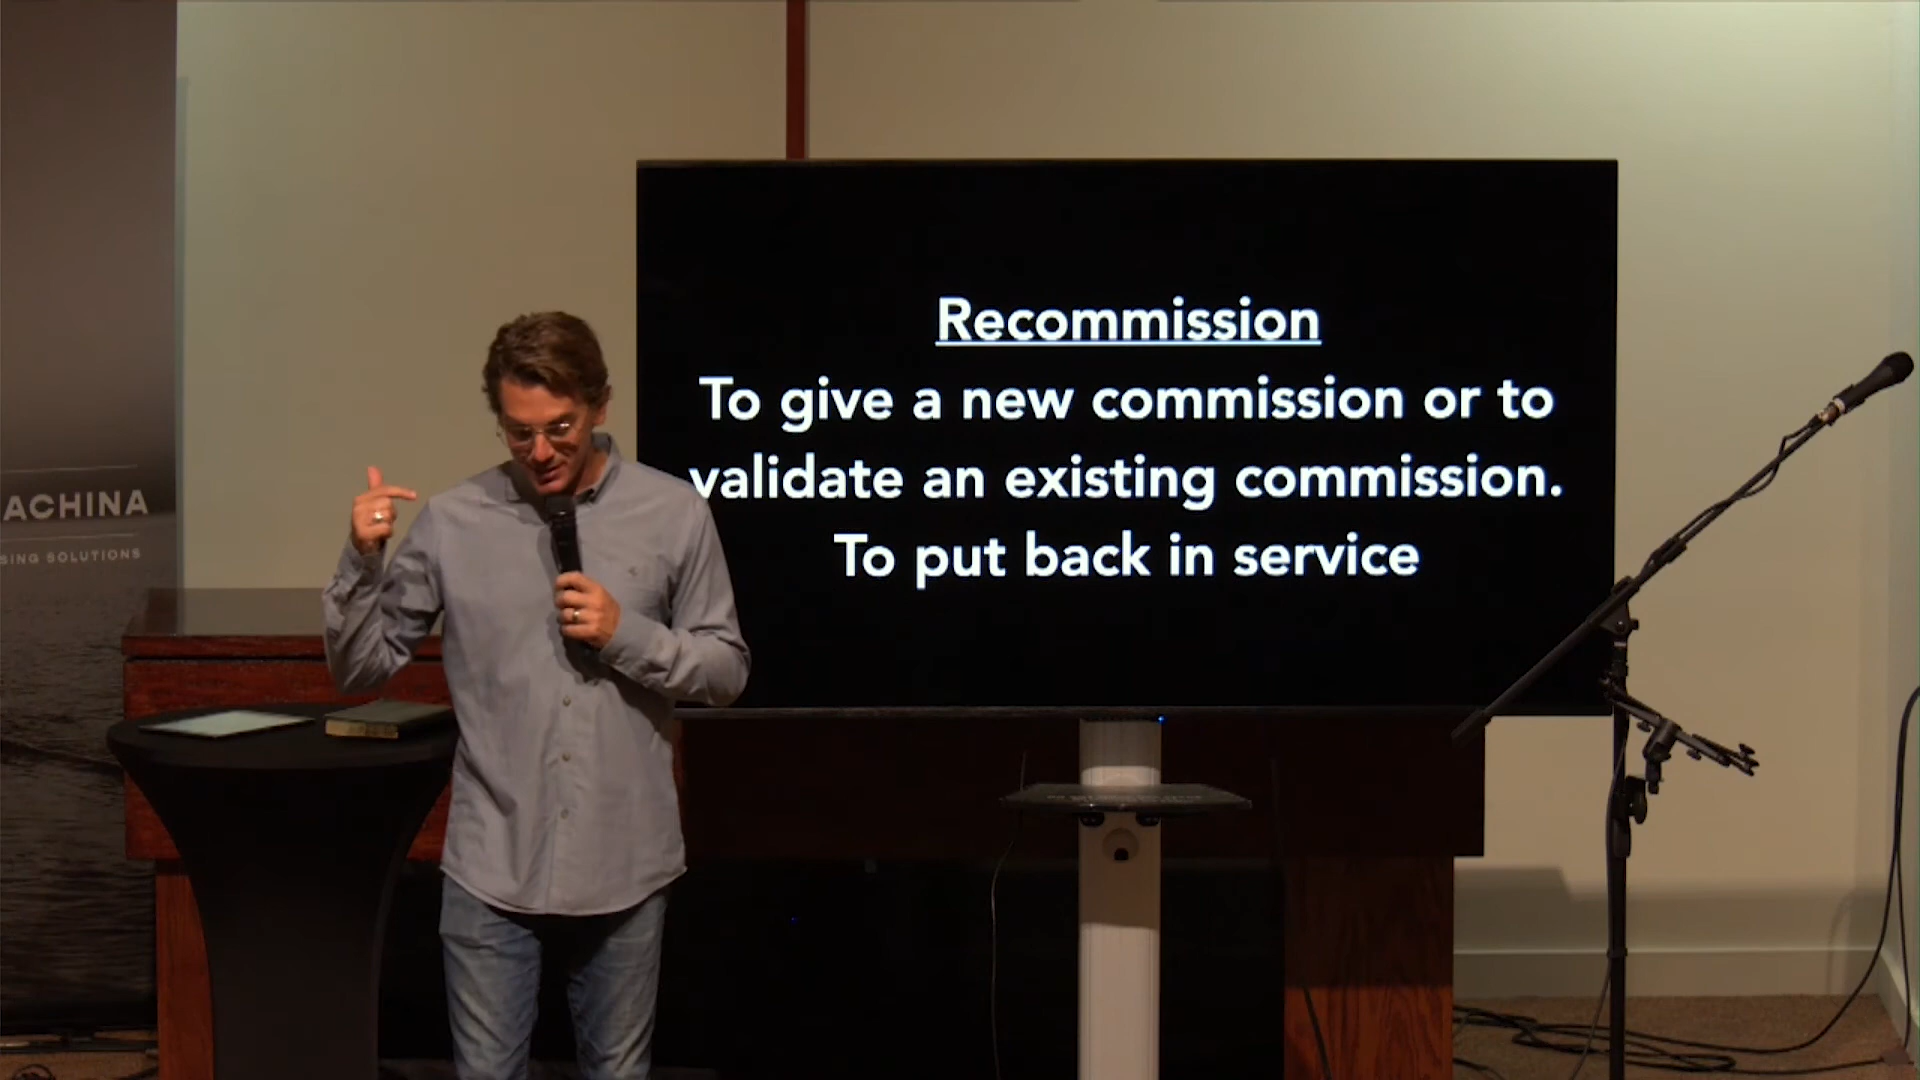 ACHINA
SING SOLUTIONS
Recommission
To give a new commission or to
validate an existing commission.
To put back in service